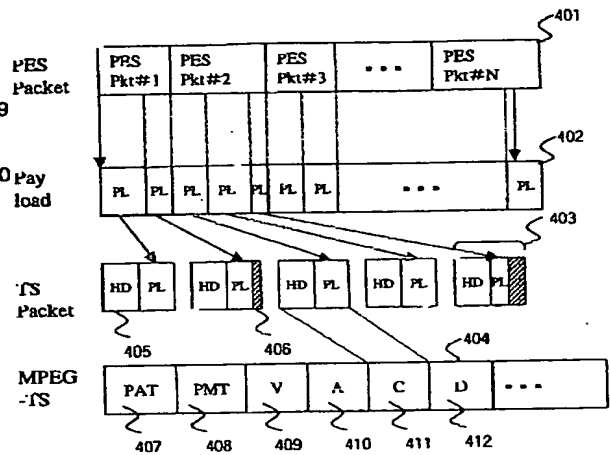 401
PES Packet
PES Pkt#1
PES Pkt#2
PES Pkt#3
PES Pkt#N
9
402
0
Pay load
PL PL PL PL PL PL PL PL
403
TS Packet
HD PL HD PL HD PL HD PL HD PL
405 406
404
MPEG -TS
PAT PMT V A C D
407 408 409 410 411 412